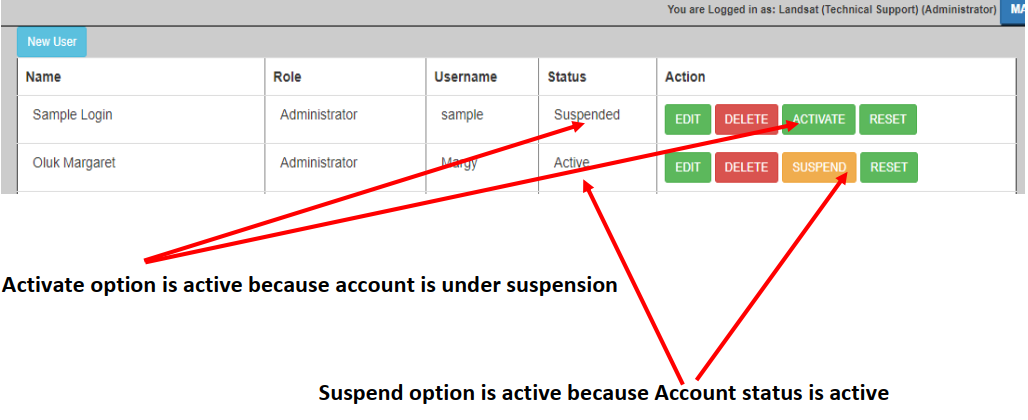 You are Logged in as: Landsat (Technical Support) (Administrator) MA
New User
Name Role Username Status Action
Sample Login Administrator sample Suspended EDIT DELETE ACTIVATE RESET
Oluk Margaret Administrator Margy Active EDIT DELETE SUSPEND RESET
Activate option is active because account is under suspension
Suspend option is active because Account status is active